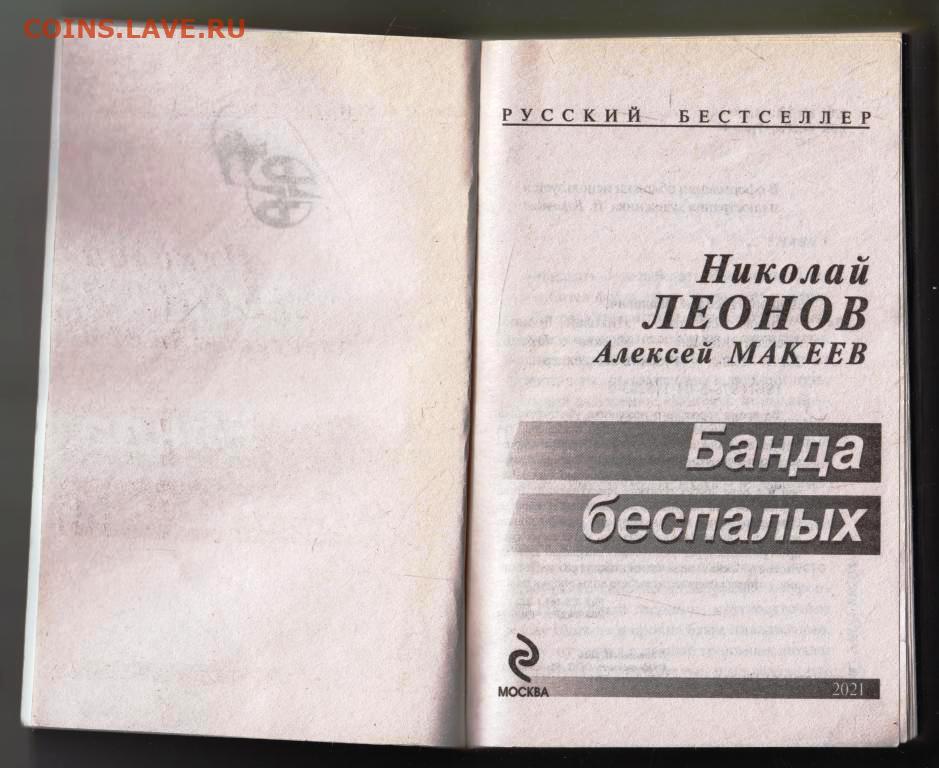 COINS.LAVE.RU
РУССКИЙ БЕСТСЕЛЛЕР
Николай
ЛЕОНОВ
Алексей МАКЕЕВ
Банда
беспалых
МОСКВА
2021